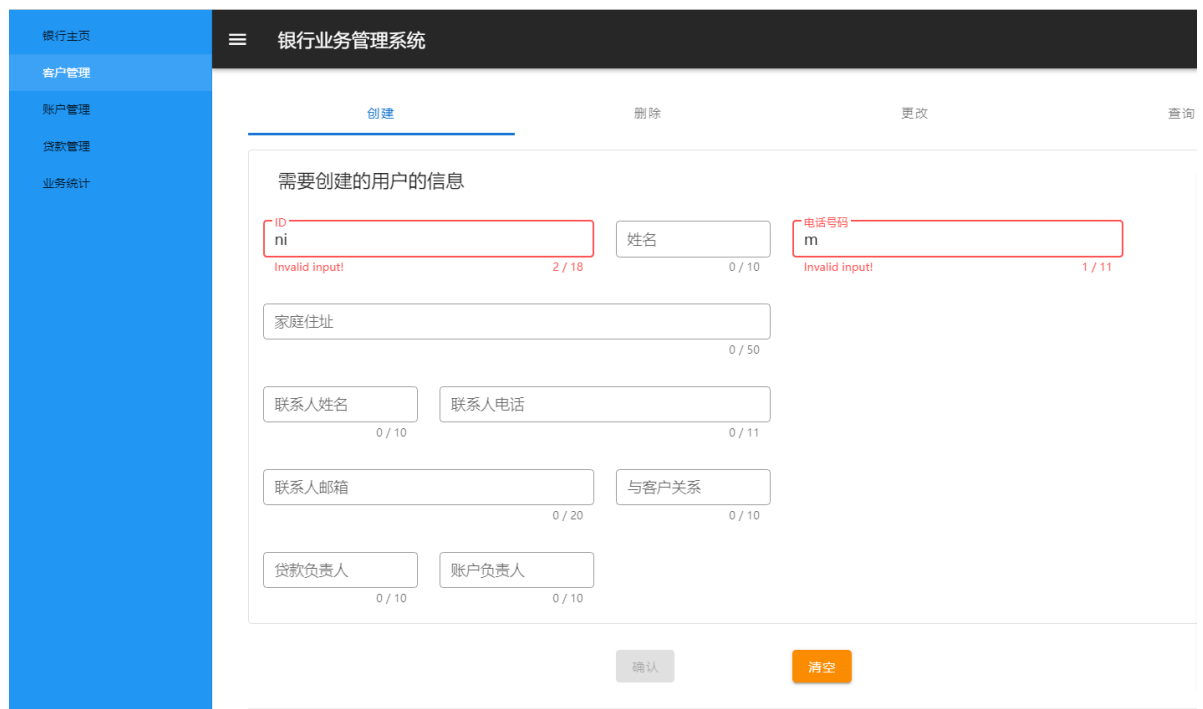 银行主页
客户管理
账户管理
贷款管理
业务统计
银行业务管理系统
创建 删除 更改 查询
需要创建的用户的信息
ID 电话号码
ni 姓名 m
Invalid input! 2 / 18 0 / 10 Invalid input! 1 / 11
家庭住址
0 / 50
联系人姓名 联系人电话
0 / 10 0 / 11
联系人邮箱 与客户关系
0 / 20 0 / 10
贷款负责人 账户负责人
0 / 10 0 / 10
确认 清空